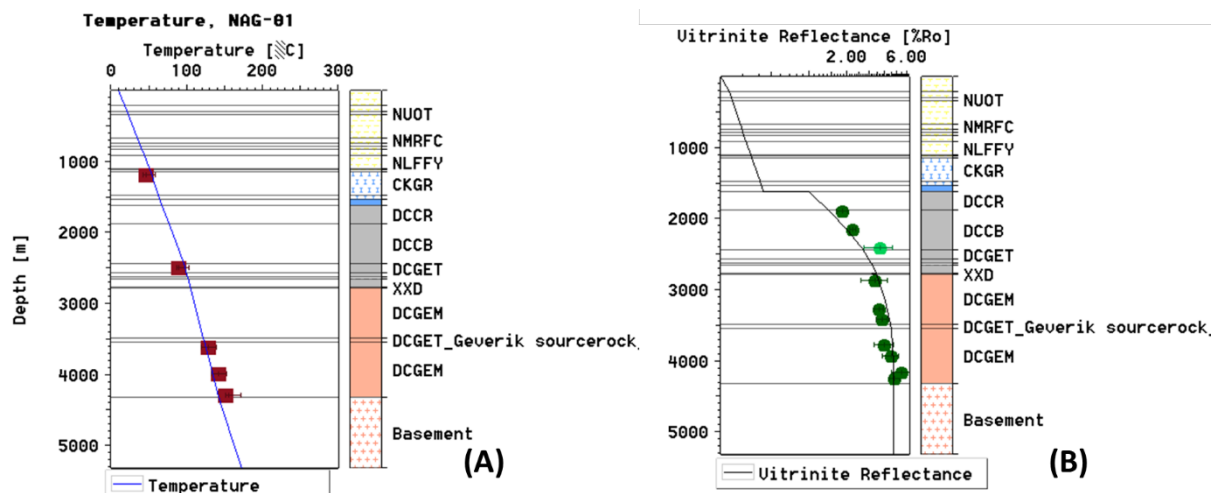 Temperature, NAG-01
Temperature [°C]
0 100 200 300
1000
2000
3000
4000
5000
Depth [m]
NUOT
NMRFC
NLFFY
CKGR
DCCR
DCCB
DCGET
XXD
DCGEM
DCGET_Geverik sourcerock
DCGEM
Basement
Temperature
(A)
Vitrinite Reflectance [%Ro]
2.00 6.00
1000
2000
3000
4000
5000
NUOT
NMRFC
NLFFY
CKGR
DCCR
DCCB
DCGET
XXD
DCGEM
DCGET_Geverik sourcerock_
DCGEM
Basement
Vitrinite Reflectance
(B)